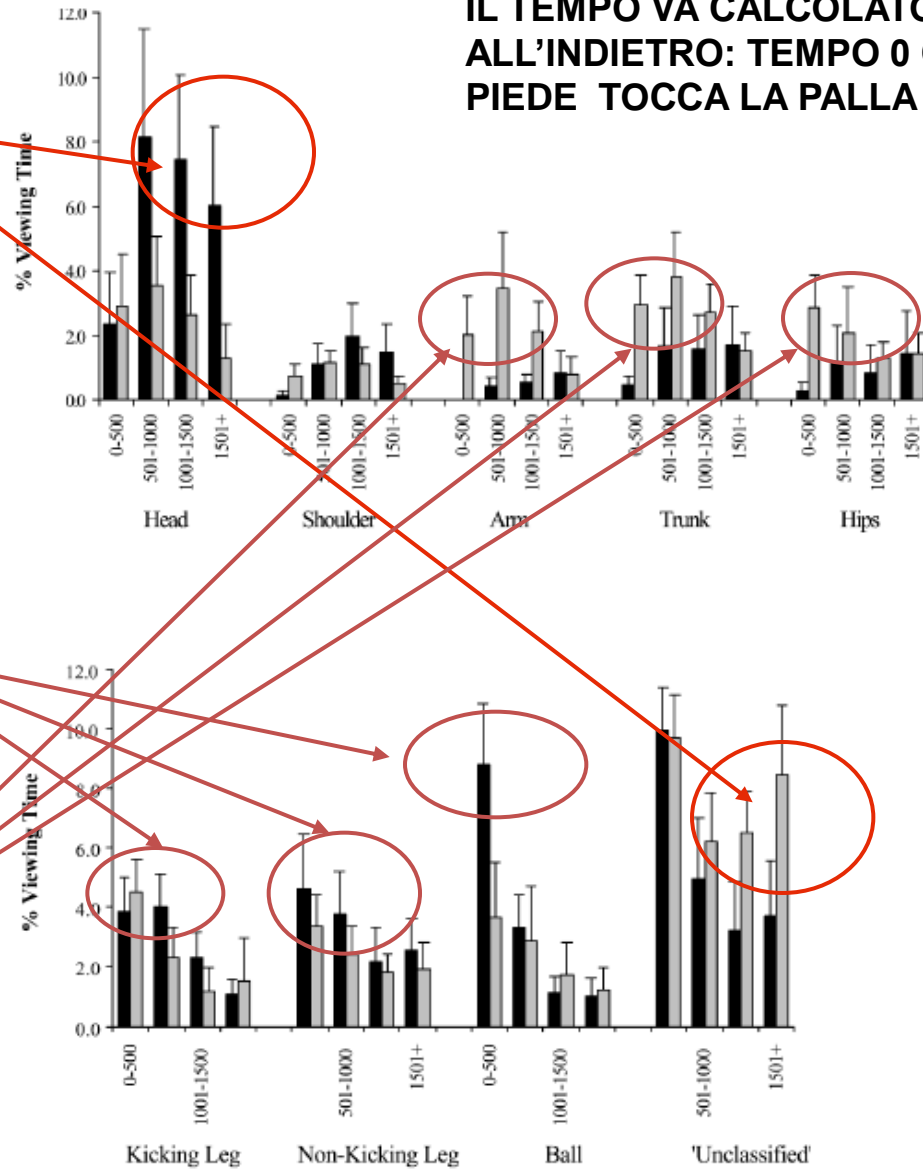 IL TEMPO VA CALCOLATO
ALL’INDIETRO: TEMPO 0
PIEDE TOCCA LA PALLA
% Viewing Time
12.0
10.0
8.0
6.0
4.0
2.0
0.0
0-500 501-1000 1001-1500 1501+ 0-500 501-1000 1001-1500 1501+ 0-500 501-1000 1001-1500 1501+ 0-500 501-1000 1001-1500 1501+ 0-500 501-1000 1001-1500 1501+
Head Shoulder Arm Trunk Hips
% Viewing Time
12.0
10.0
8.0
6.0
4.0
2.0
0.0
0-500 1001-1500 501-1000 1501+ 0-500 1001-1500 501-1000 1501+
Kicking Leg Non-Kicking Leg Ball 'Unclassified'